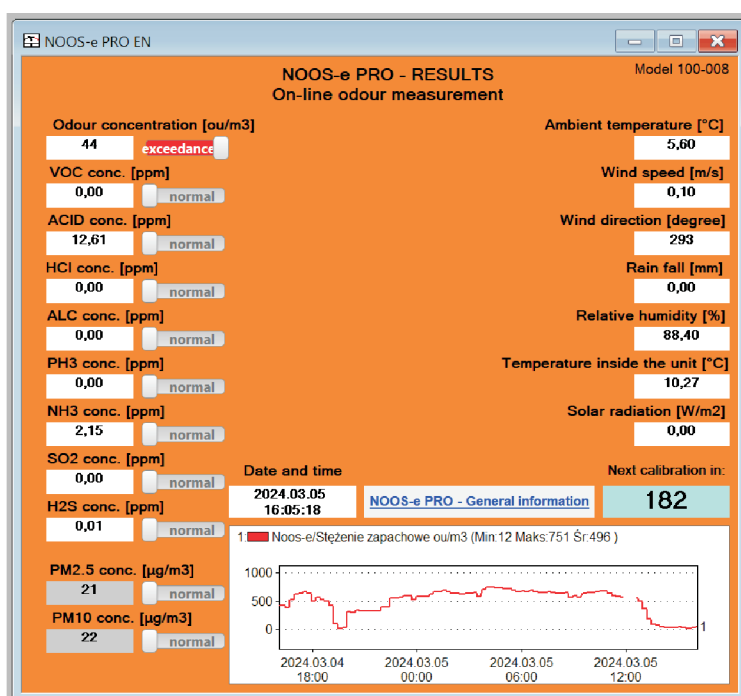 NOOS-e PRO EN
NOOS-e PRO - RESULTS
On-line odour measurement
Model 100-008
Odour concentration [ou/m3]
44 exceedance
VOC conc. [ppm]
0,00 normal
ACID conc. [ppm]
12,61 normal
HCl conc. [ppm]
0,00 normal
ALC conc. [ppm]
0,00 normal
PH3 conc. [ppm]
0,00 normal
NH3 conc. [ppm]
2,15 normal
SO2 conc. [ppm]
0,00 normal
H2S conc. [ppm]
0,01 normal
PM2.5 conc. [µg/m3]
21 normal
PM10 conc. [µg/m3]
22 normal
Ambient temperature [°C]
5,60
Wind speed [m/s]
0,10
Wind direction [degree]
293
Rain fall [mm]
0,00
Relative humidity [%]
88,40
Temperature inside the unit [°C]
10,27
Solar radiation [W/m2]
0,00
Date and time
2024.03.05
16:05:18
NOOS-e PRO - General information
Next calibration in:
182
1: Noos-e/Stężenie zapachowe ou/m3 (Min:12 Maks:751 Śr:496 )
1000
500
0
1
2024.03.04 2024.03.05 2024.03.05 2024.03.05
18:00 00:00 06:00 12:00